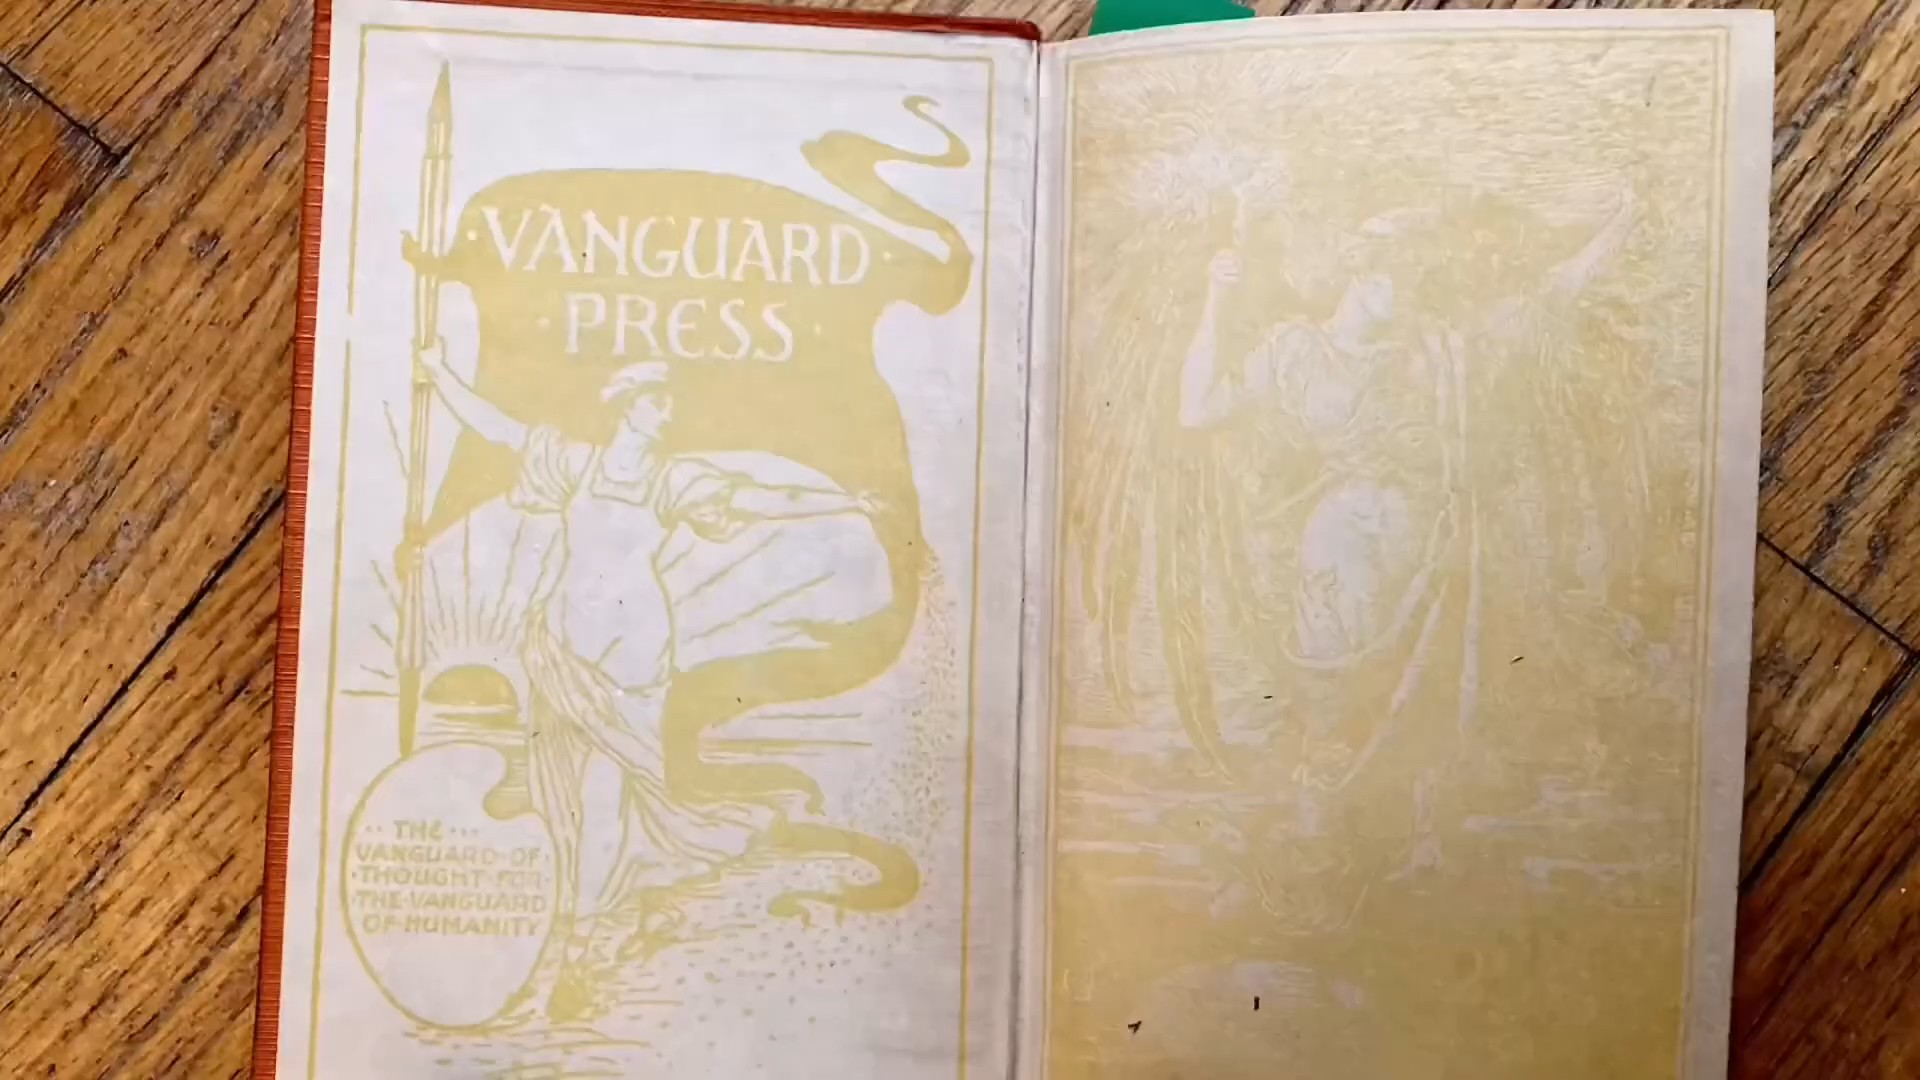 ·VANGUARD·
·PRESS·
··THE···
VANGUARD·OF·
·THOUGHT·FOR·
·THE·VANGUARD
OF·HUMANITY